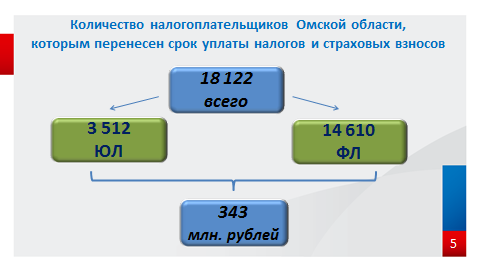 Количество налогоплательщиков Омской области,
которым перенесен срок уплаты налогов и страховых взносов
18 122
всего
3 512
ЮЛ
14 610
ФЛ
343
млн. рублей
5